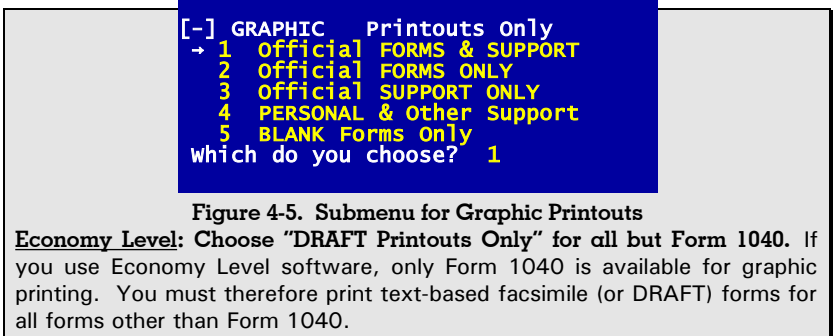 [-] GRAPHIC Printouts Only
→ 1 Official FORMS & SUPPORT
2 Official FORMS ONLY
3 Official SUPPORT ONLY
4 PERSONAL & Other Support
5 BLANK Forms Only
Which do you choose? 1
Figure 4-5. Submenu for Graphic Printouts
Economy Level: Choose "DRAFT Printouts Only" for all but Form 1040. If
you use Economy Level software, only Form 1040 is available for graphic
printing. You must therefore print text-based facsimile (or DRAFT) forms for
all forms other than Form 1040.